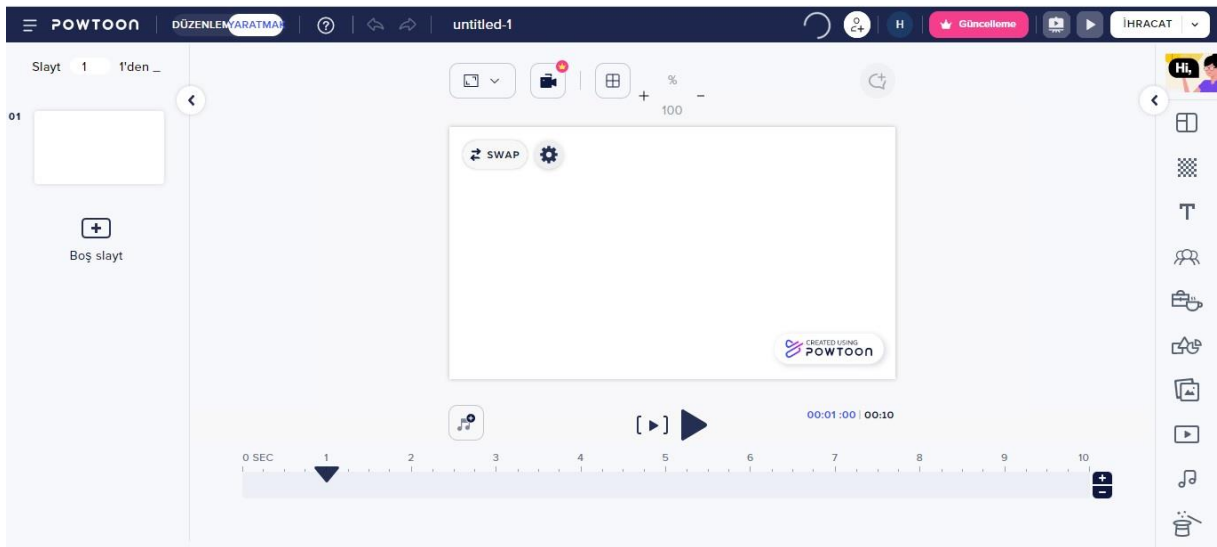 POWTOON DÜZENLEM YARATMAK untitled-1 H Güncelleme İHRACAT
Slayt 1 1'den _
Hi,
%
+ −
100
01
SWAP
Boş slayt
CREATED USING
POWTOON
00:01 :00 | 00:10
0 SEC 1 2 3 4 5 6 7 8 9 10